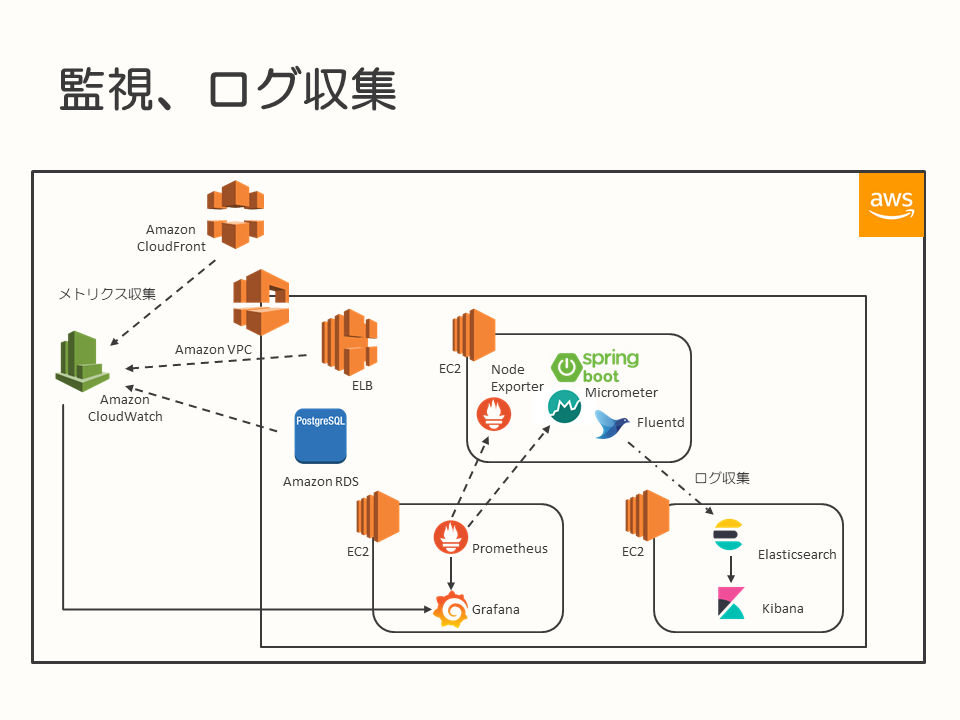 監視、ログ収集
aws
Amazon
CloudFront
メトリクス収集
Amazon VPC
ELB
Amazon
CloudWatch
PostgreSQL
Amazon RDS
EC2
Node
Exporter
spring
boot
Micrometer
Fluentd
ログ収集
EC2
Prometheus
Grafana
EC2
Elasticsearch
Kibana